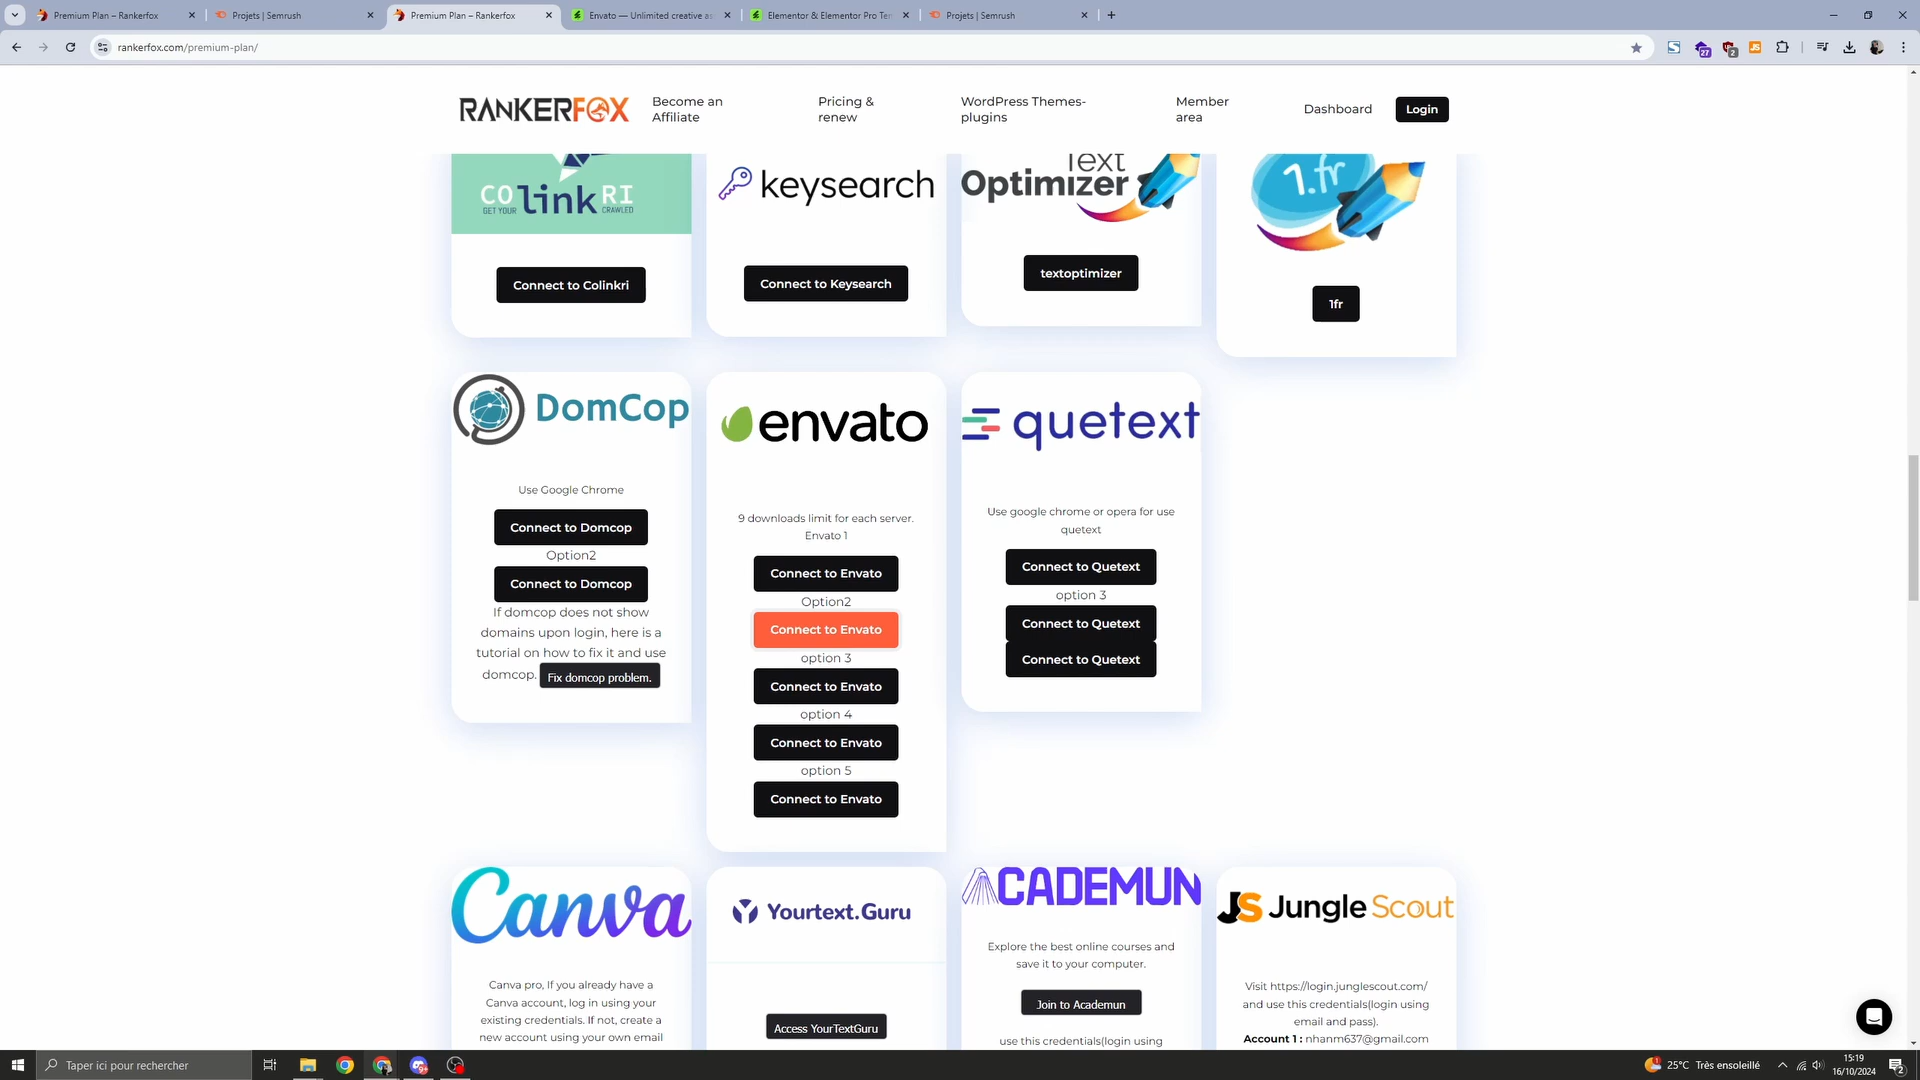 Premium Plan – Rankerfox
Projets | Semrush
Premium Plan – Rankerfox
Envato — Unlimited creative as
Elementor & Elementor Pro Tem
Projets | Semrush
rankerfox.com/premium-plan/
27
2
JS
RANKERFOX
Become an
Affiliate
Pricing &
renew
WordPress Themes-
plugins
Member
area
Dashboard
Login
COlinkRI
GET YOUR CRAWLED
Connect to Colinkri
keysearch
Connect to Keysearch
Text
Optimizer
textoptimizer
1.fr
1fr
DomCop
Use Google Chrome
Connect to Domcop
Option2
Connect to Domcop
If domcop does not show
domains upon login, here is a
tutorial on how to fix it and use
domcop. Fix domcop problem.
envato
9 downloads limit for each server.
Envato 1
Connect to Envato
Option2
Connect to Envato
option 3
Connect to Envato
option 4
Connect to Envato
option 5
Connect to Envato
quetext
Use google chrome or opera for use
quetext
Connect to Quetext
option 3
Connect to Quetext
Connect to Quetext
Canva
Canva pro, If you already have a
Canva account, log in using your
existing credentials. If not, create a
new account using your own email
Yourtext.Guru
Access YourTextGuru
ACADEMUN
Explore the best online courses and
save it to your computer.
Join to Academun
use this credentials(login using
JS Jungle Scout
Visit https://login.junglescout.com/
and use this credentials(login using
email and pass).
Account 1 : nhanm637@gmail.com
Taper ici pour rechercher
1
25°C Très ensoleillé
15:19
16/10/2024
2